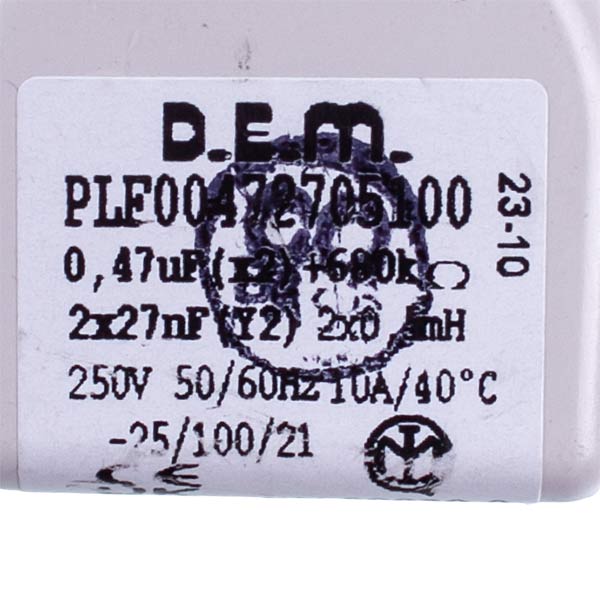 D.E.M.
PLF00472705100
0,47uF(x2)+680k
2x27nF(Y2) 2x0, mH
250V 50/60Hz 10A/40°C
-25/100/21
CE
23-10